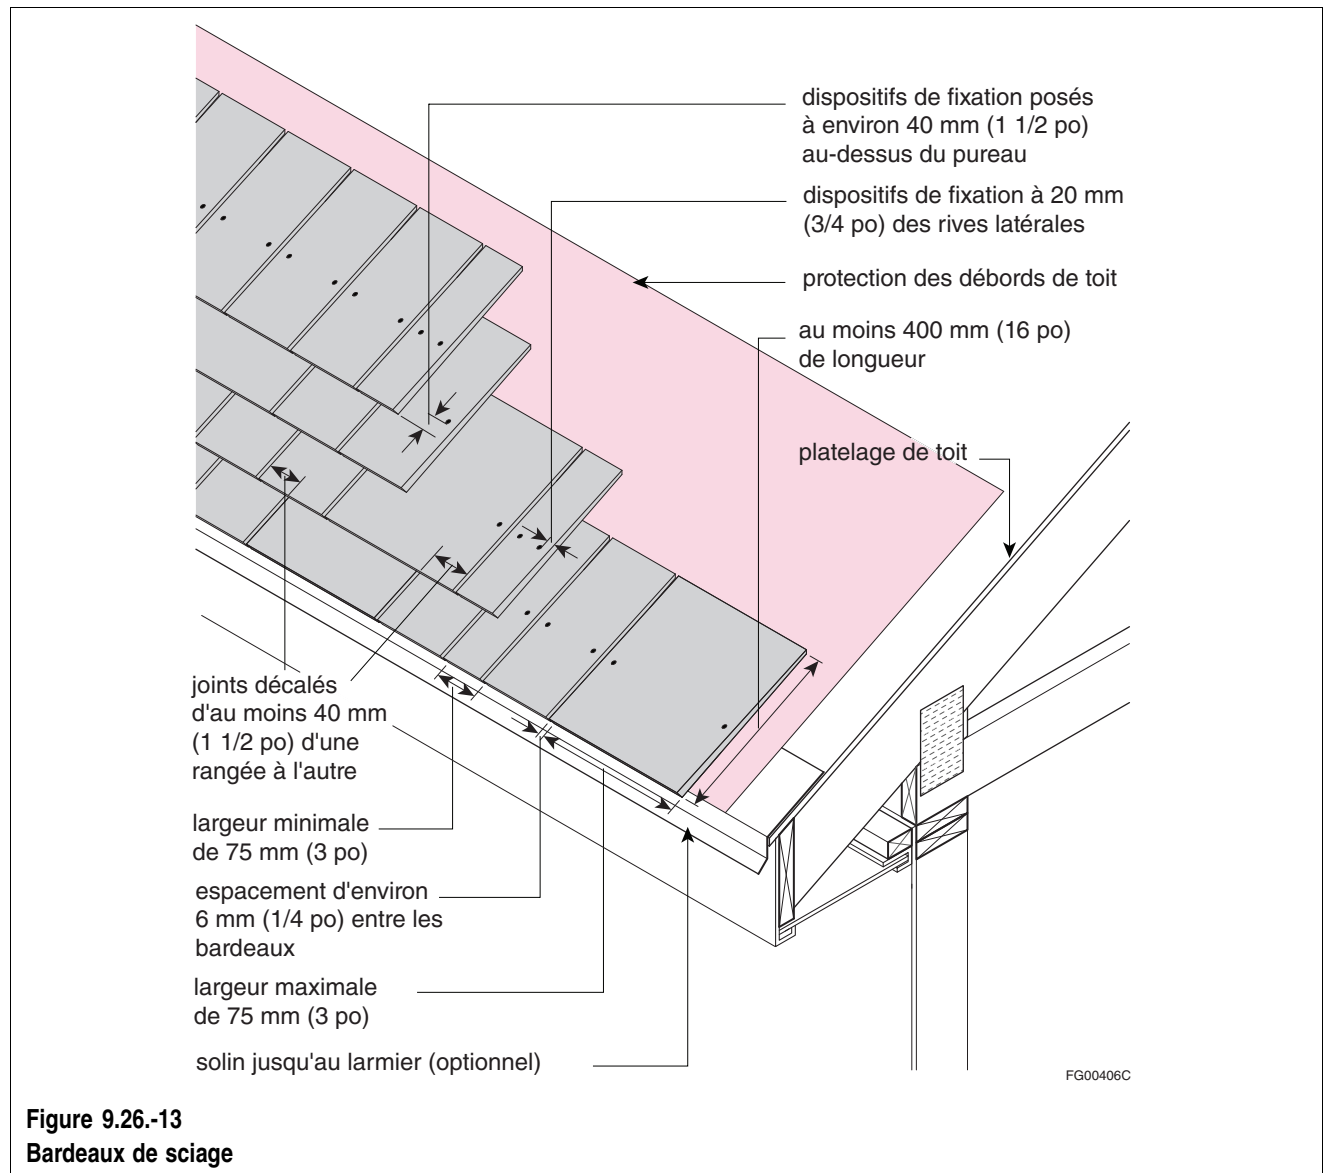 dispositifs de fixation posés
à environ 40 mm (1 1/2 po)
au-dessus du pureau
dispositifs de fixation à 20 mm
(3/4 po) des rives latérales
protection des débords de toit
au moins 400 mm (16 po)
de longueur
platelage de toit
joints décalés
d'au moins 40 mm
(1 1/2 po) d'une
rangée à l'autre
largeur minimale
de 75 mm (3 po)
espacement d'environ
6 mm (1/4 po) entre les
bardeaux
largeur maximale
de 75 mm (3 po)
solin jusqu'au larmier (optionnel)
FG00406C
Figure 9.26.-13
Bardeaux de sciage